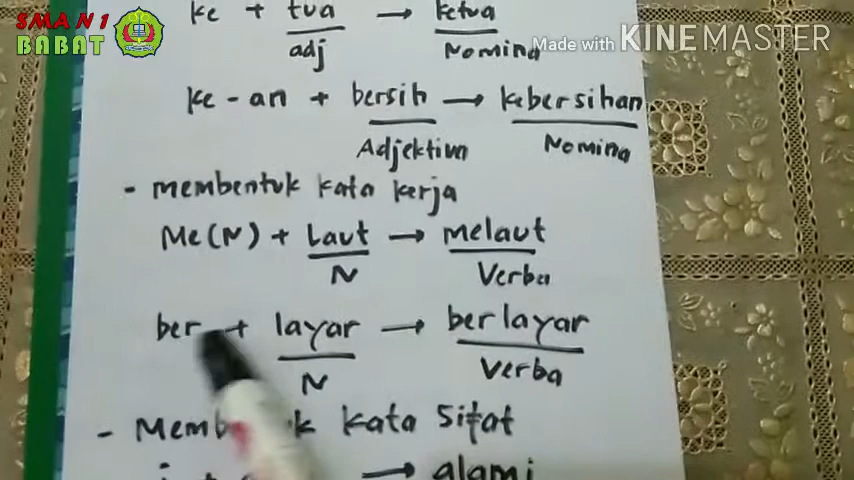 SMA N 1
BABAT
Made with KINEMASTER
ke + tua → ketua
adj Nomina
ke - an + bersih → kebersihan
Adjektiva Nomina
- membentuk kata kerja
Me(N) + Laut → melaut
N Verba
ber + layar → berlayar
N Verba
- Memb k kata Sifat
→ alami